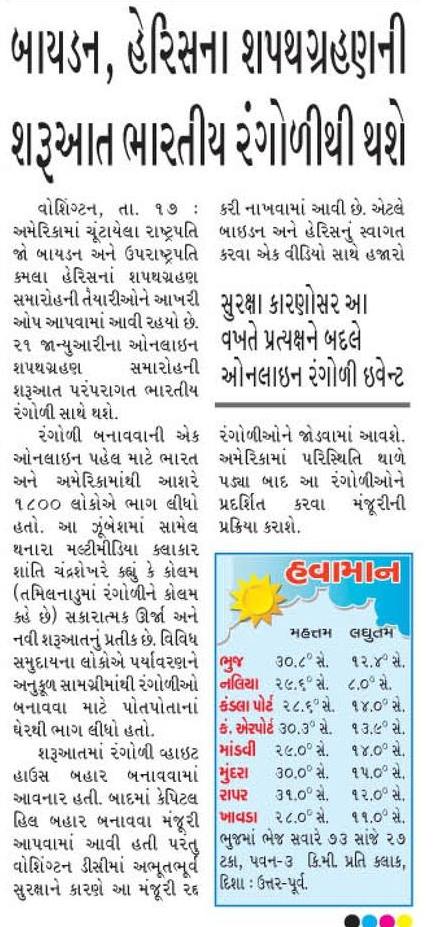 બાયડન, હેરિસના શપથગ્રહણની
શરૂઆત ભારતીય રંગોળીથી થશે
વોશિંગ્ટન, તા. ૧૭ :
અમેરિકામાં ચૂંટાયેલા રાષ્ટ્રપતિ
જો બાયડન અને ઉપરાષ્ટ્રપતિ
કમલા હેરિસનાં શપથગ્રહણ
સમારોહની તૈયારીઓને આખરી
ઓપ આપવામાં આવી રહયો છે.
૨૧ જાન્યુઆરીના ઓનલાઇન
શપથગ્રહણ સમારોહની
શરૂઆત પરંપરાગત ભારતીય
રંગોળી સાથે થશે.
રંગોળી બનાવવાની એક
ઓનલાઇન પહેલ માટે ભારત
અને અમેરિકામાંથી આશરે
૧૮૦૦ લોકોએ ભાગ લીધો
હતો. આ ઝૂંબેશમાં સામેલ
થનારા મલ્ટીમીડિયા કલાકાર
શાંતિ ચંદ્રશેખરે કહ્યું કે કોલમ
(તમિલનાડુમાં રંગોળીને કોલમ
કહે છે) સકારાત્મક ઊર્જા અને
નવી શરૂઆતનું પ્રતીક છે. વિવિધ
સમુદાયના લોકોએ પર્યાવરણને
અનુકૂળ સામગ્રીમાંથી રંગોળીઓ
બનાવવા માટે પોતપોતાનાં
ઘેરથી ભાગ લીધો હતો.
શરૂઆતમાં રંગોળી વ્હાઇટ
હાઉસ બહાર બનાવવામાં
આવનાર હતી. બાદમાં કેપિટલ
હિલ બહાર બનાવવા મંજૂરી
આપવામાં આવી હતી પરંતુ
વોશિંગ્ટન ડીસીમાં અભૂતભૂર્વ
સુરક્ષાને કારણે આ મંજૂરી રદ્દ
કરી નાખવામાં આવી છે. એટલે
બાઇડન અને હેરિસનું સ્વાગત
કરવા એક વીડિયો સાથે હજારો
સુરક્ષા કારણોસર આ
વખતે પ્રત્યક્ષને બદલે
ઓનલાઇન રંગોળી ઇવેન્ટ
રંગોળીઓને જોડવામાં આવશે.
અમેરિકામાં પરિસ્થિતિ થાળે
પડ્યા બાદ આ રંગોળીઓને
પ્રદર્શિત કરવા મંજૂરીની
પ્રક્રિયા કરાશે.
હવામાન
મહત્તમ લઘુત્તમ
ભુજ ૩૦.૮° સે. ૧૨.૪° સે.
નલિયા ૨૯.૬° સે. ૮.૦° સે.
કંડલા પોર્ટ ૨૮.૬° સે. ૧૪.૦° સે.
કં. એરપોર્ટ ૩૦.૩° સે. ૧૩.૯° સે.
માંડવી ૨૯.૦° સે. ૧૪.૦° સે.
મુંદરા ૩૦.૦° સે. ૧૫.૦° સે.
રાપર ૩૧.૦° સે. ૧૨.૦° સે.
ખાવડા ૨૮.૦° સે. ૧૧.૦° સે.
ભુજમાં ભેજ સવારે ૭૩ સાંજે ૨૭
ટકા, પવન-૩ કિ.મી. પ્રતિ કલાક,
દિશા : ઉત્તર-પૂર્વ.